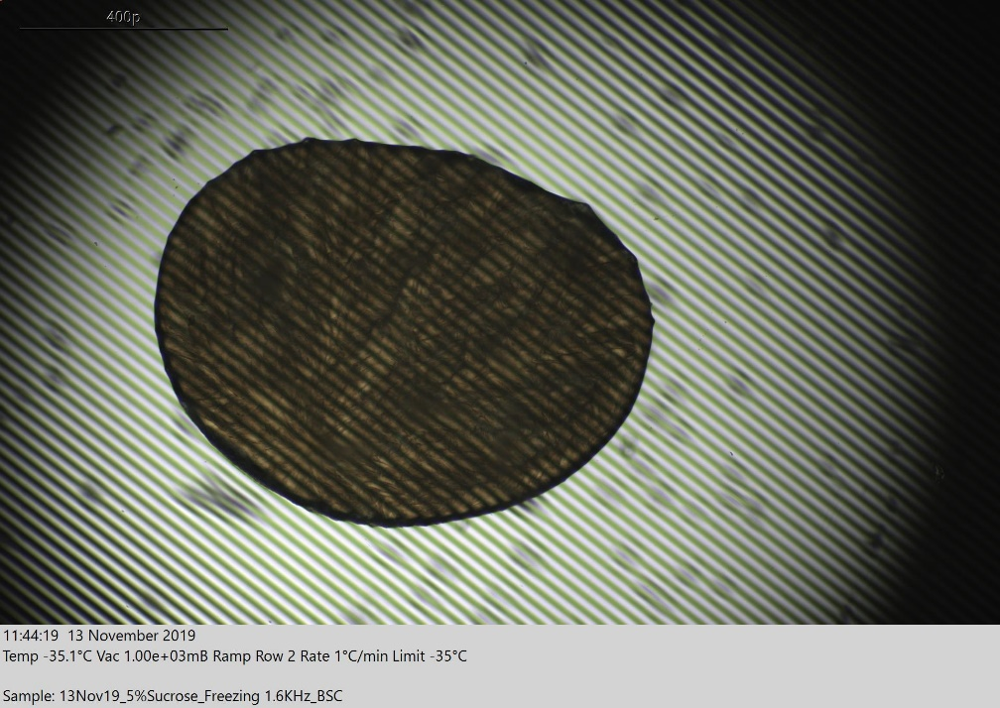 400µ
11:44:19 13 November 2019
Temp -35.1°C Vac 1.00e+03mB Ramp Row 2 Rate 1°C/min Limit -35°C
Sample: 13Nov19_5%Sucrose_Freezing 1.6KHz_BSC